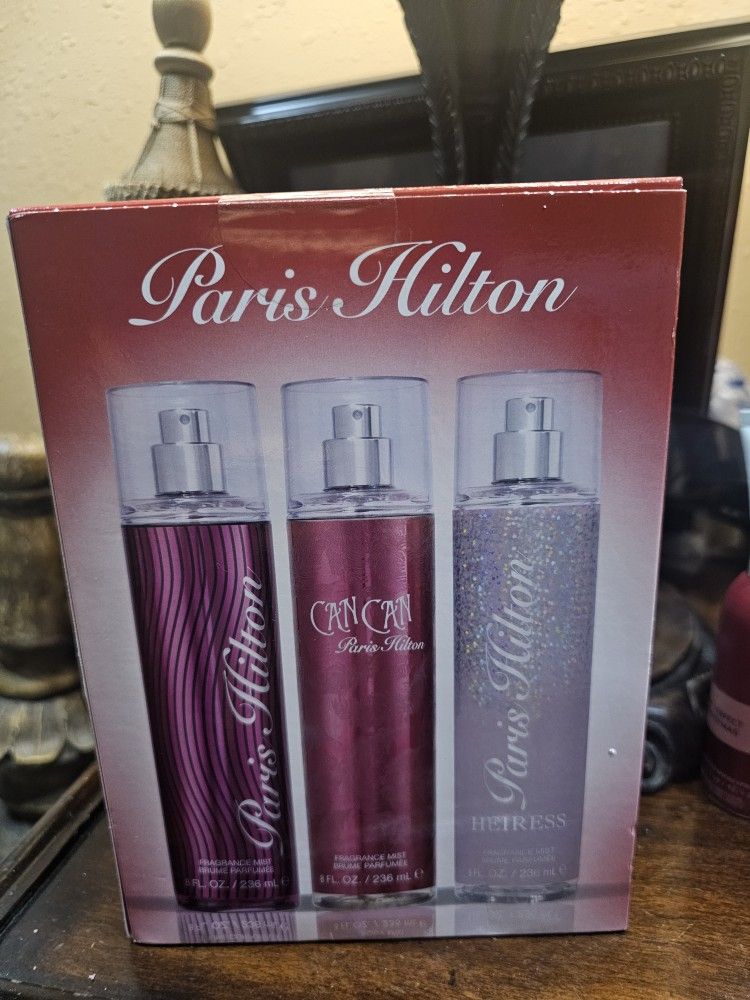 Paris Hilton
Paris Hilton
FRAGRANCE MIST
BRUME PARFUMÉE
8 FL. OZ. / 236 mL e
CAN CAN
Paris Hilton
FRAGRANCE MIST
BRUME PARFUMÉE
8 FL. OZ. / 236 mL e
Paris Hilton
HEIRESS
FRAGRANCE MIST
BRUME PARFUMÉE
FL. OZ. / 236 mL e